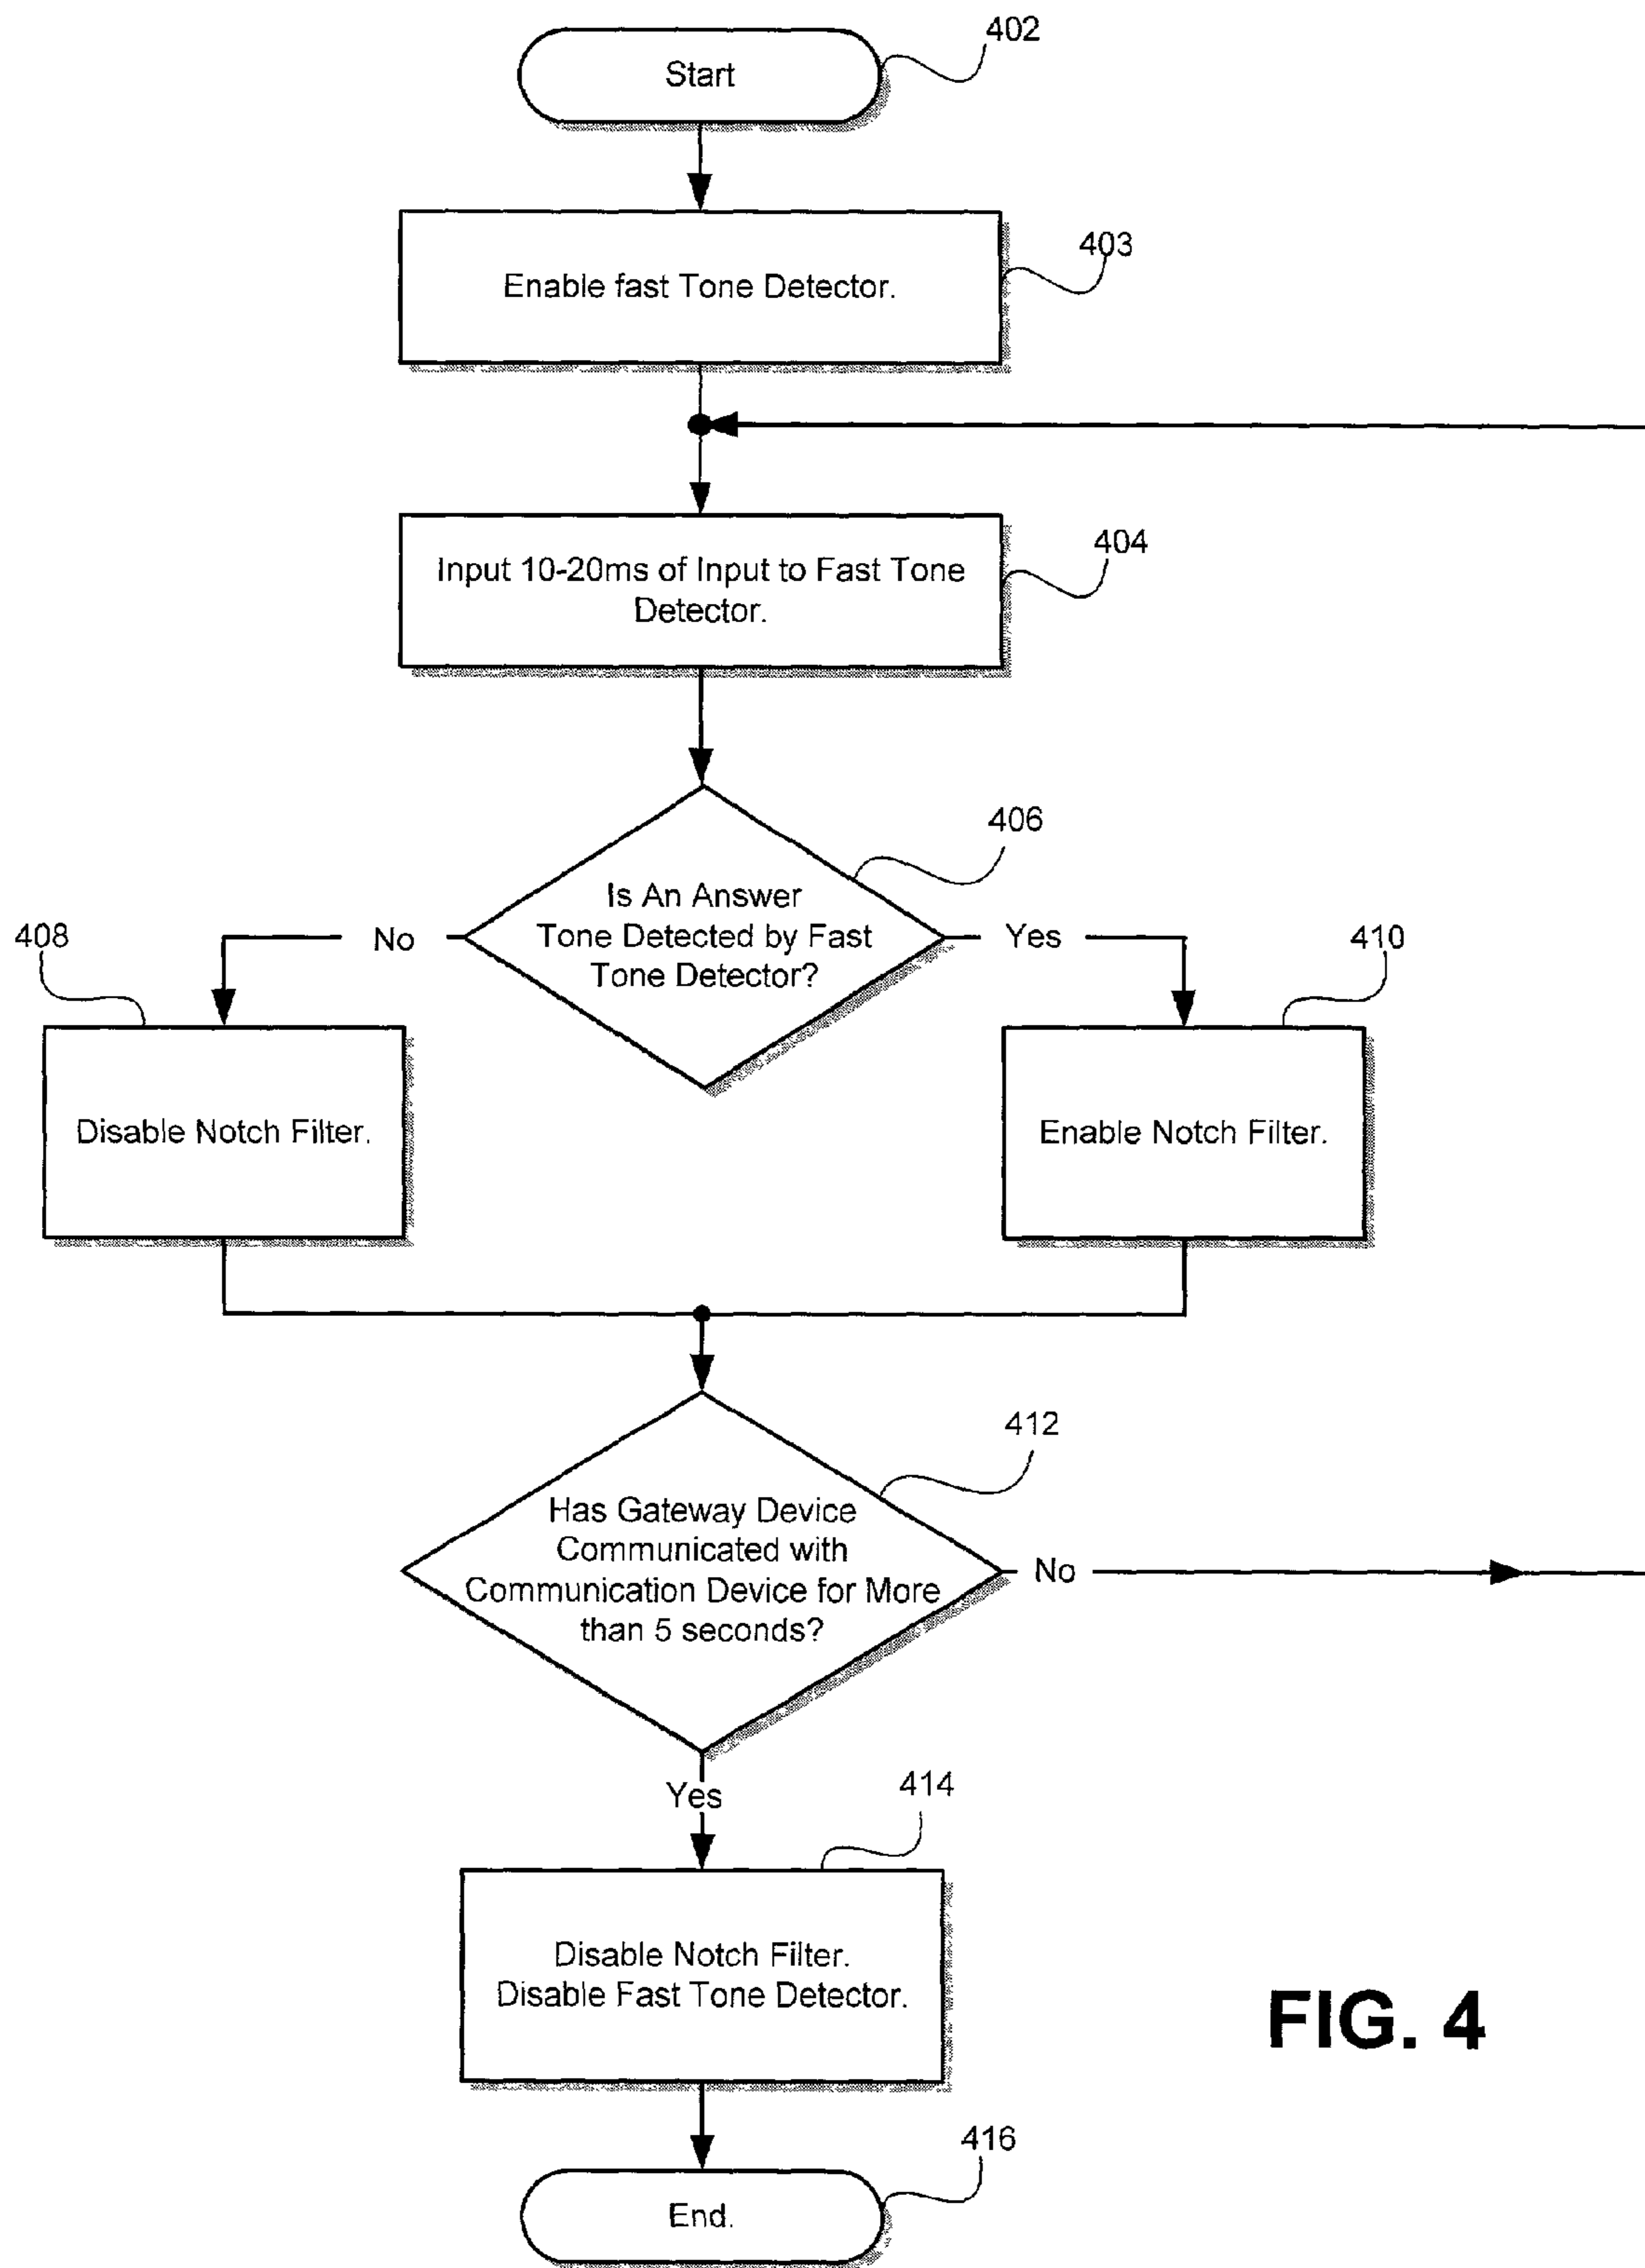 402
Start
403
Enable fast Tone Detector.
404
Input 10-20ms of Input to Fast Tone
Detector.
406
Is An Answer
Tone Detected by Fast
Tone Detector?
No
Yes
408
410
Disable Notch Filter.
Enable Notch Filter.
412
Has Gateway Device
Communicated with
Communication Device for More
than 5 seconds?
No
Yes
414
Disable Notch Filter.
Disable Fast Tone Detector.
FIG. 4
416
End.